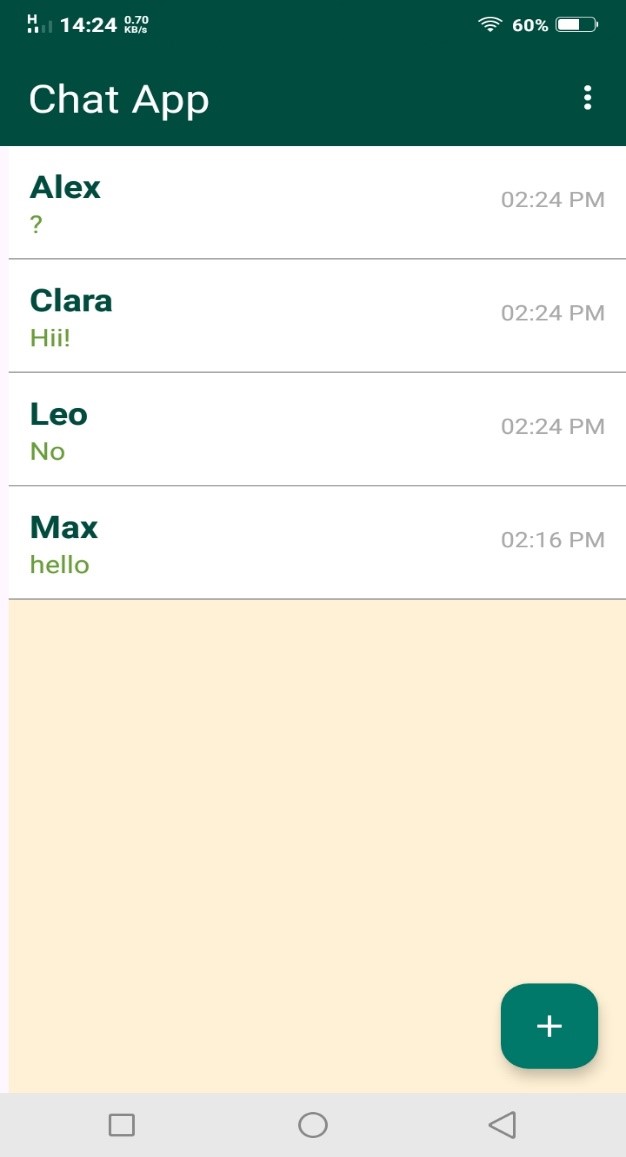 H 14:24 0.70 KB/s 60%
Chat App
Alex
02:24 PM
?
Clara
02:24 PM
Hii!
Leo
02:24 PM
No
Max
02:16 PM
hello
+